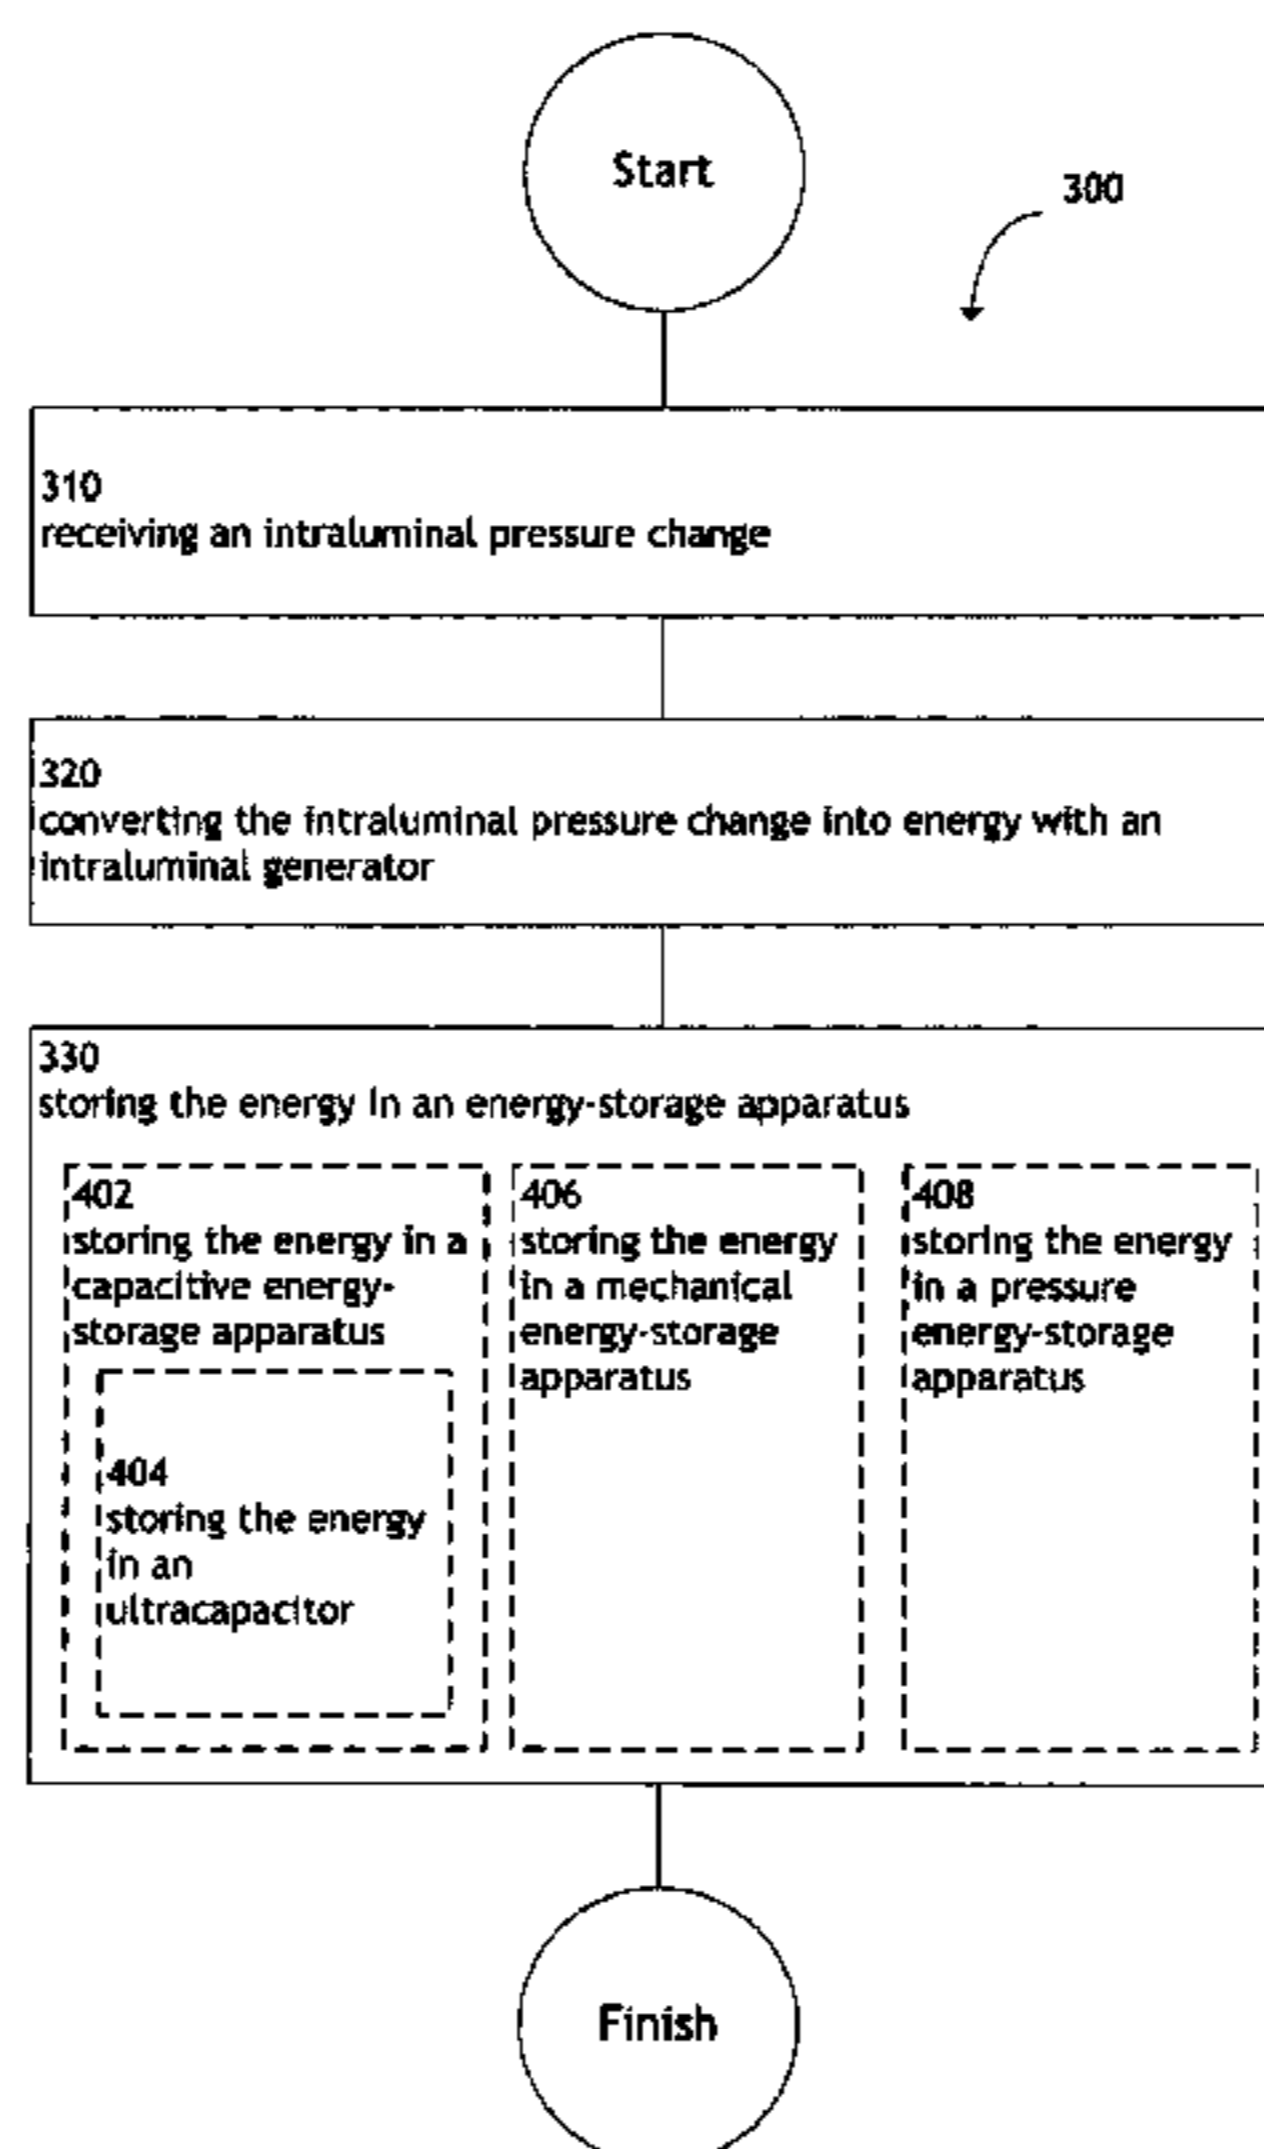 Start
300
310
receiving an intraluminal pressure change
320
converting the intraluminal pressure change into energy with an
intraluminal generator
330
storing the energy in an energy-storage apparatus
402
storing the energy in a
capacitive energy-
storage apparatus
404
storing the energy
in an
ultracapacitor
406
storing the energy
in a mechanical
energy-storage
apparatus
408
storing the energy
in a pressure
energy-storage
apparatus
Finish